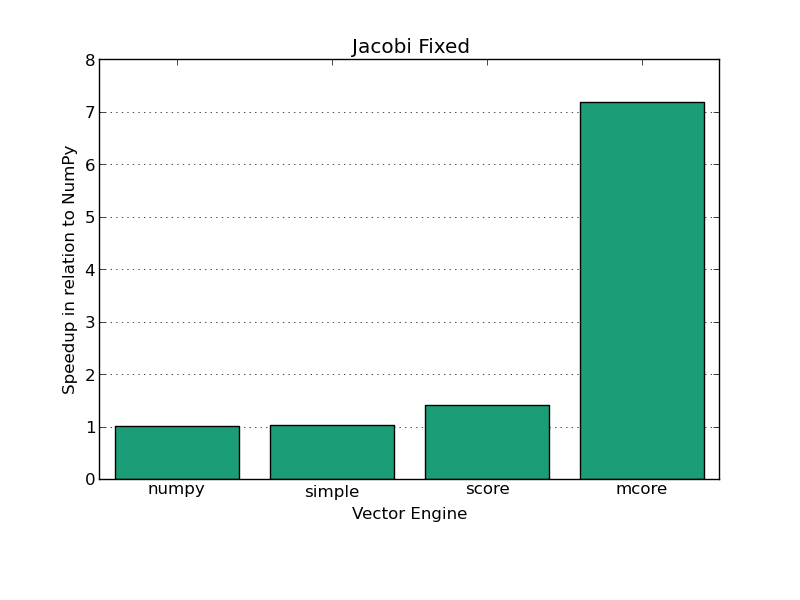 Jacobi Fixed
8
7
6
5
4
3
2
1
0
Speedup in relation to NumPy
numpy simple score mcore
Vector Engine